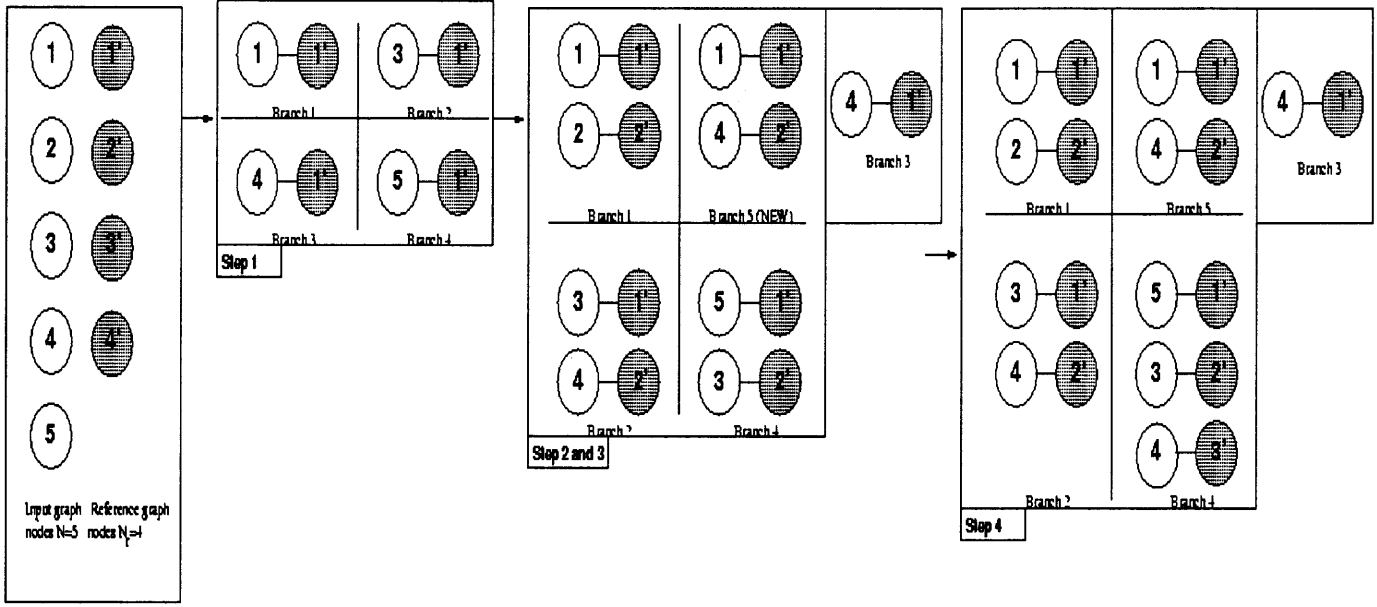 1 1'
2 2'
3 3'
4 4'
5
Input graph Reference graph
nodes N=5 nodes Nr=4
1 1' 3 1'
Branch 1 Branch 2
4 1' 5 1'
Branch 3 Branch 4
Step 1
1 1' 1 1'
2 2' 4 2'
Branch 1 Branch 5 (NEW)
4 1'
Branch 3
3 1' 5 1'
4 2' 3 2'
Branch 2 Branch 4
Step 2 and 3
1 1' 1 1'
2 2' 4 2'
Branch 1 Branch 5
4 1'
Branch 3
3 1' 5 1'
4 2' 3 2'
4 3'
Branch 2 Branch 4
Step 4